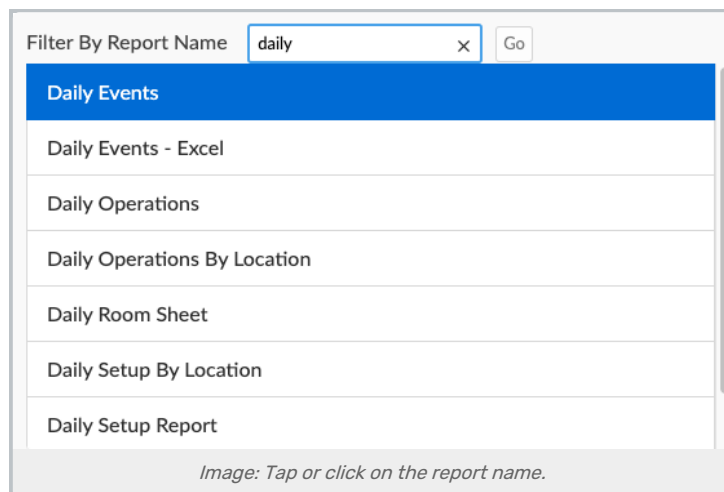 Filter By Report Name daily × Go
Daily Events
Daily Events - Excel
Daily Operations
Daily Operations By Location
Daily Room Sheet
Daily Setup By Location
Daily Setup Report
Image: Tap or click on the report name.